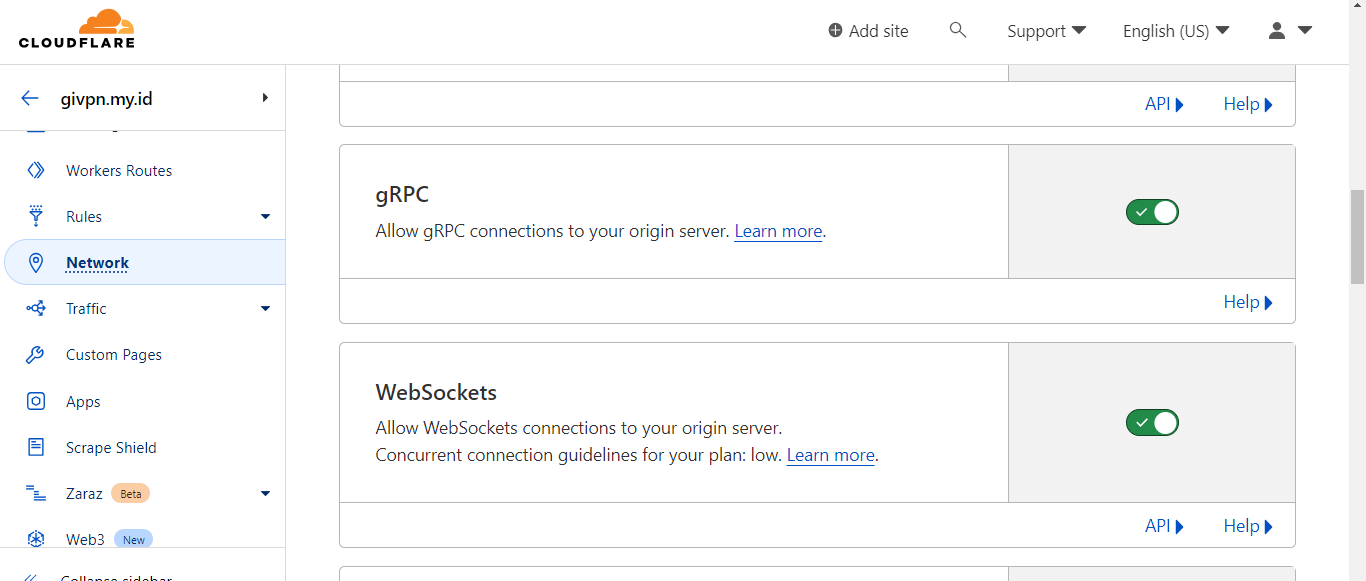 CLOUDFLARE
Add site
Support
English (US)
givpn.my.id
Workers Routes
Rules
Network
Traffic
Custom Pages
Apps
Scrape Shield
Zaraz Beta
Web3 New
Collapse sidebar
API
Help
gRPC
Allow gRPC connections to your origin server. Learn more.
Help
WebSockets
Allow WebSockets connections to your origin server.
Concurrent connection guidelines for your plan: low. Learn more.
API
Help